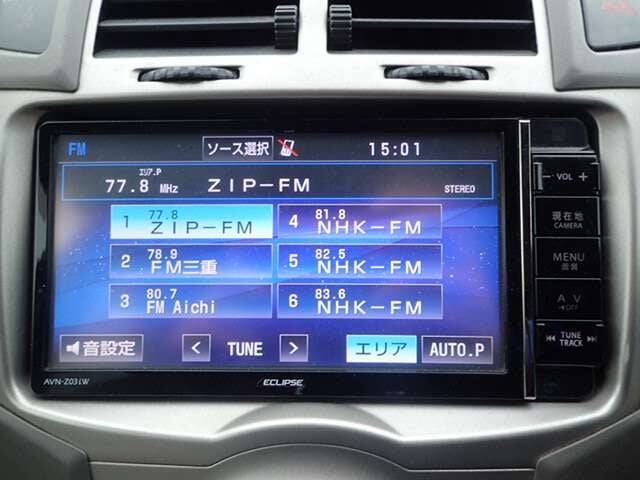 FM ソース選択 15:01
エリア.P
77.8 MHz ZIP-FM STEREO
1 77.8 ZIP-FM
4 81.8 NHK-FM
2 78.9 FM三重
5 82.5 NHK-FM
3 80.7 FM Aichi
6 83.6 NHK-FM
音設定 < TUNE > エリア AUTO.P
AVN-Z03iW ECLIPSE
- VOL +
現在地
CAMERA
MENU
画質
AV
OFF
TUNE
TRACK